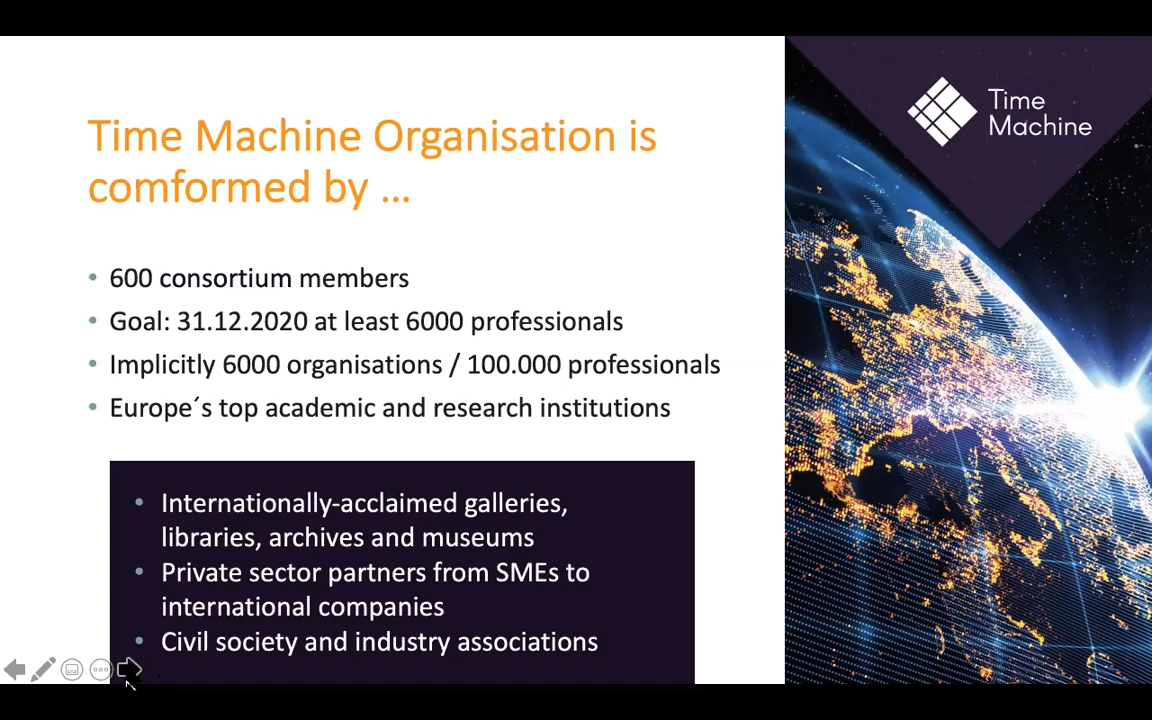 Time
Machine
Time Machine Organisation is
comformed by ...
• 600 consortium members
• Goal: 31.12.2020 at least 6000 professionals
• Implicitly 6000 organisations / 100.000 professionals
• Europe´s top academic and research institutions
• Internationally-acclaimed galleries,
libraries, archives and museums
• Private sector partners from SMEs to
international companies
• Civil society and industry associations